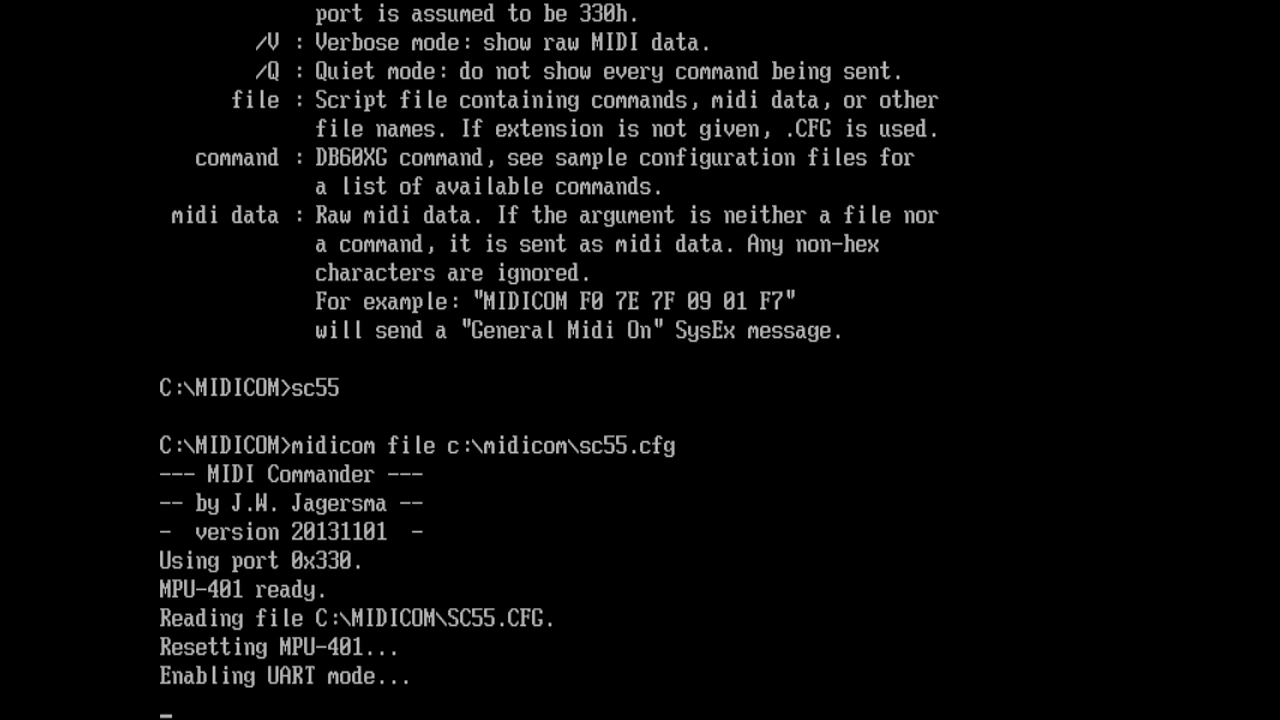 port is assumed to be 330h.
/V : Verbose mode: show raw MIDI data.
/Q : Quiet mode: do not show every command being sent.
file : Script file containing commands, midi data, or other
file names. If extension is not given, .CFG is used.
command : DB60XG command, see sample configuration files for
a list of available commands.
midi data : Raw midi data. If the argument is neither a file nor
a command, it is sent as midi data. Any non-hex
characters are ignored.
For example: "MIDICOM F0 7E 7F 09 01 F7"
will send a "General Midi On" SysEx message.
C:\MIDICOM>sc55
C:\MIDICOM>midicom file c:\midicom\sc55.cfg
--- MIDI Commander ---
-- by J.W. Jagersma --
-  version 20131101  -
Using port 0x330.
MPU-401 ready.
Reading file C:\MIDICOM\SC55.CFG.
Resetting MPU-401...
Enabling UART mode...